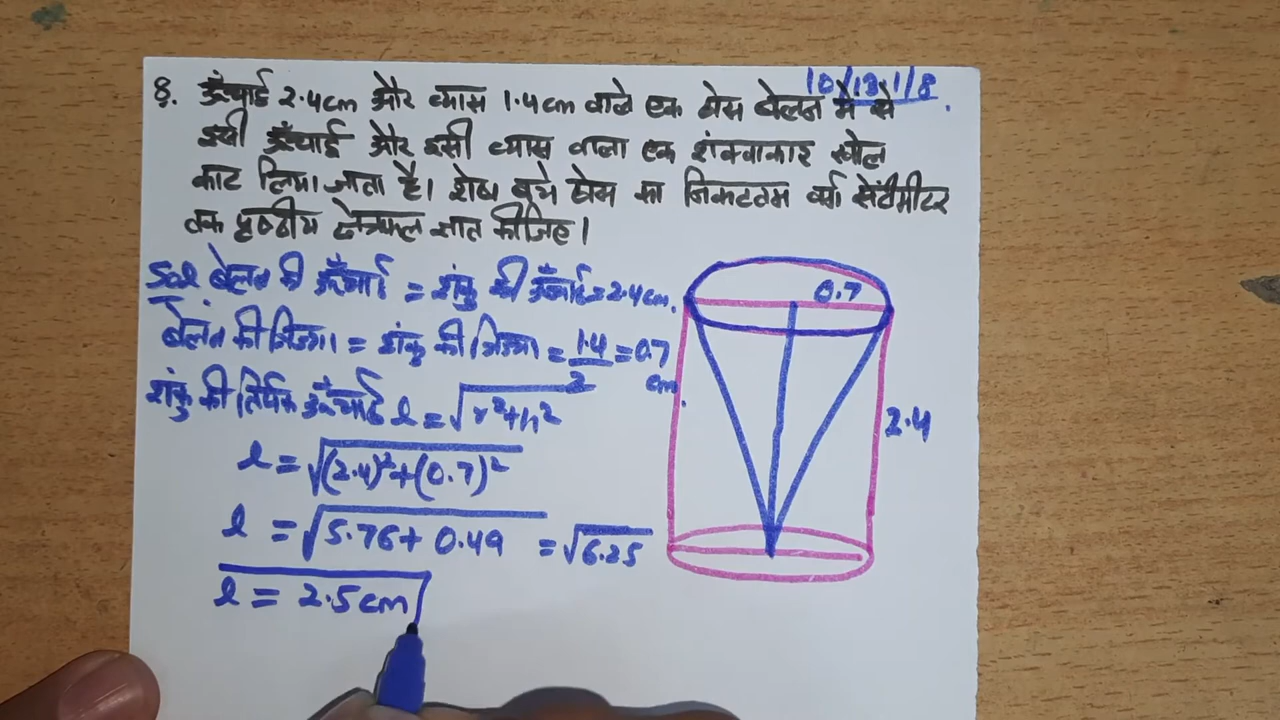 10/13.1/8.
8. ऊँचाई 2.4cm और व्यास 1.4cm वाले एक ठोस बेलन में से
इसी ऊँचाई और इसी व्यास वाला एक शंक्वाकार खोल
काट लिया जाता है। शेष बचे ठोस का निकटतम वर्ग सेंटीमीटर
तक पृष्ठीय क्षेत्रफल ज्ञात कीजिए।
Sol बेलन की ऊँचाई = शंकु की ऊँचाई = 2.4cm.
बेलन की त्रिज्या = शंकु की त्रिज्या = 1.4/2 = 0.7 cm.
शंकु की तिर्यक ऊँचाई l = √r²+h²
l = √(2.4)²+(0.7)²
l = √5.76+0.49 = √6.25
l = 2.5cm
0.7
2.4